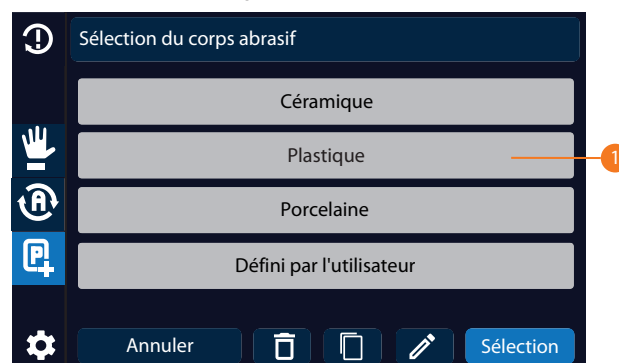 Sélection du corps abrasif
Céramique
Plastique
1
A
Porcelaine
P
Défini par l'utilisateur
Annuler
Sélection